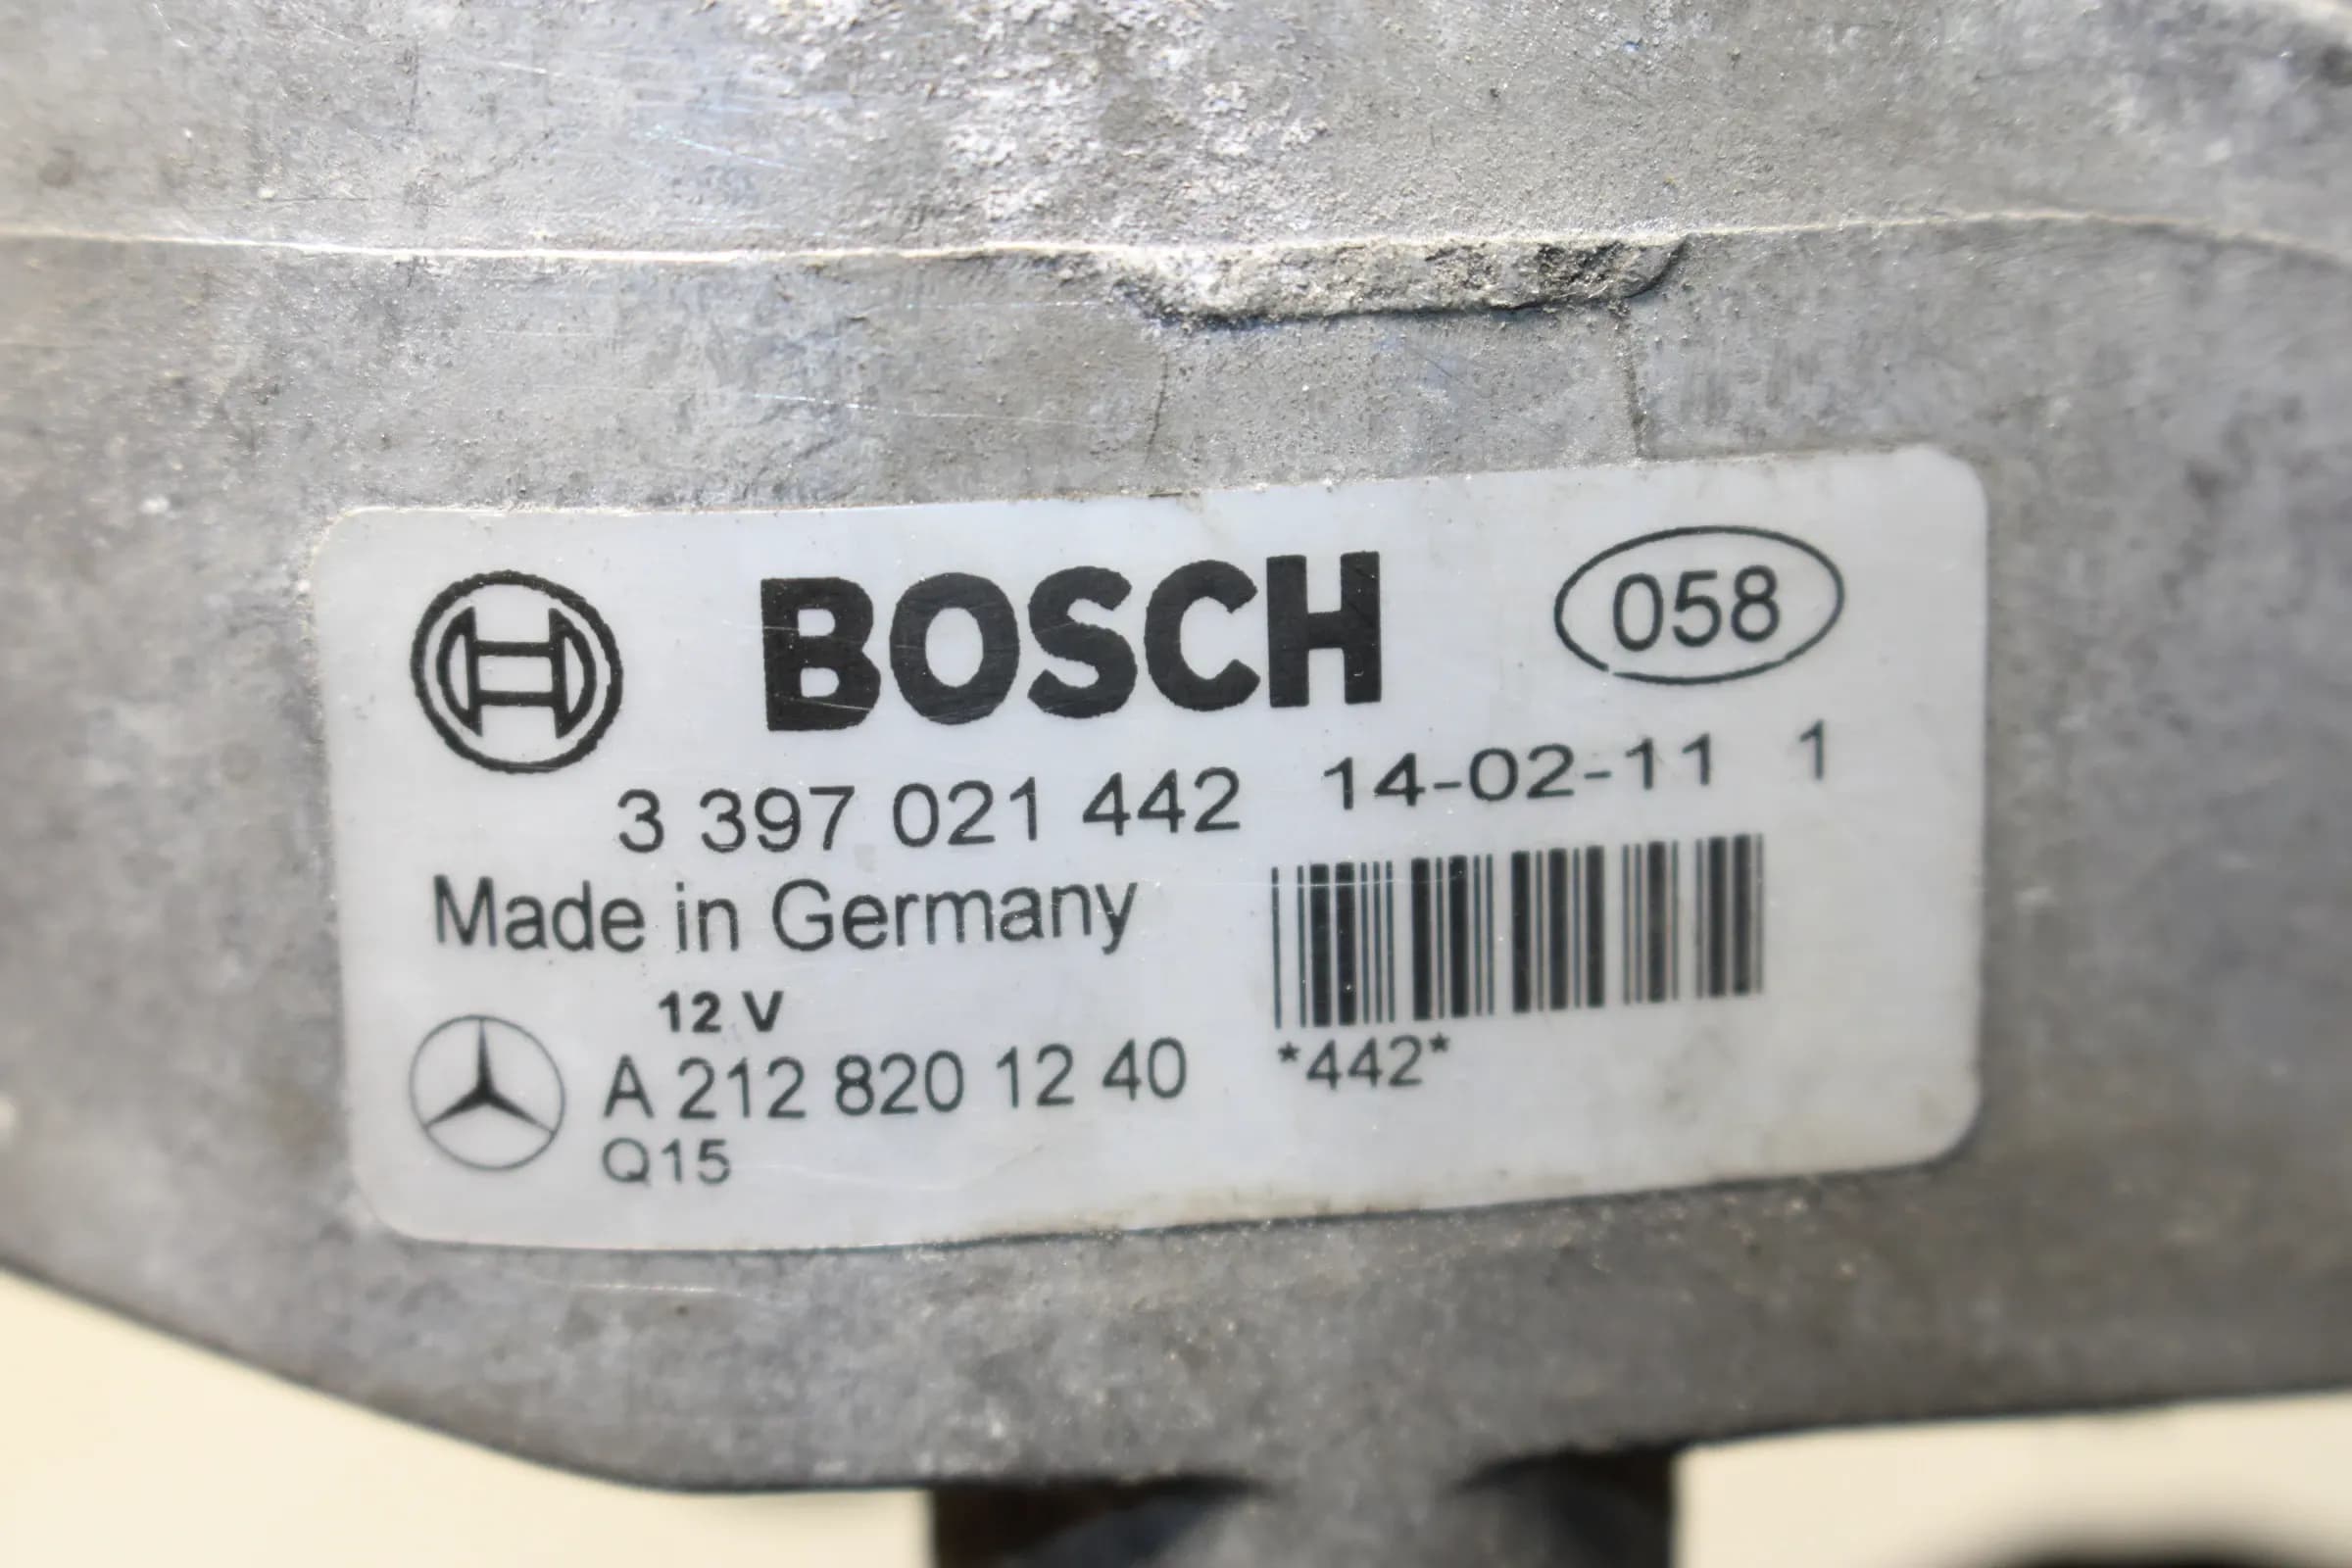 BOSCH 058
3 397 021 442 14-02-11 1
Made in Germany
12 V
A 212 820 12 40 *442*
Q15